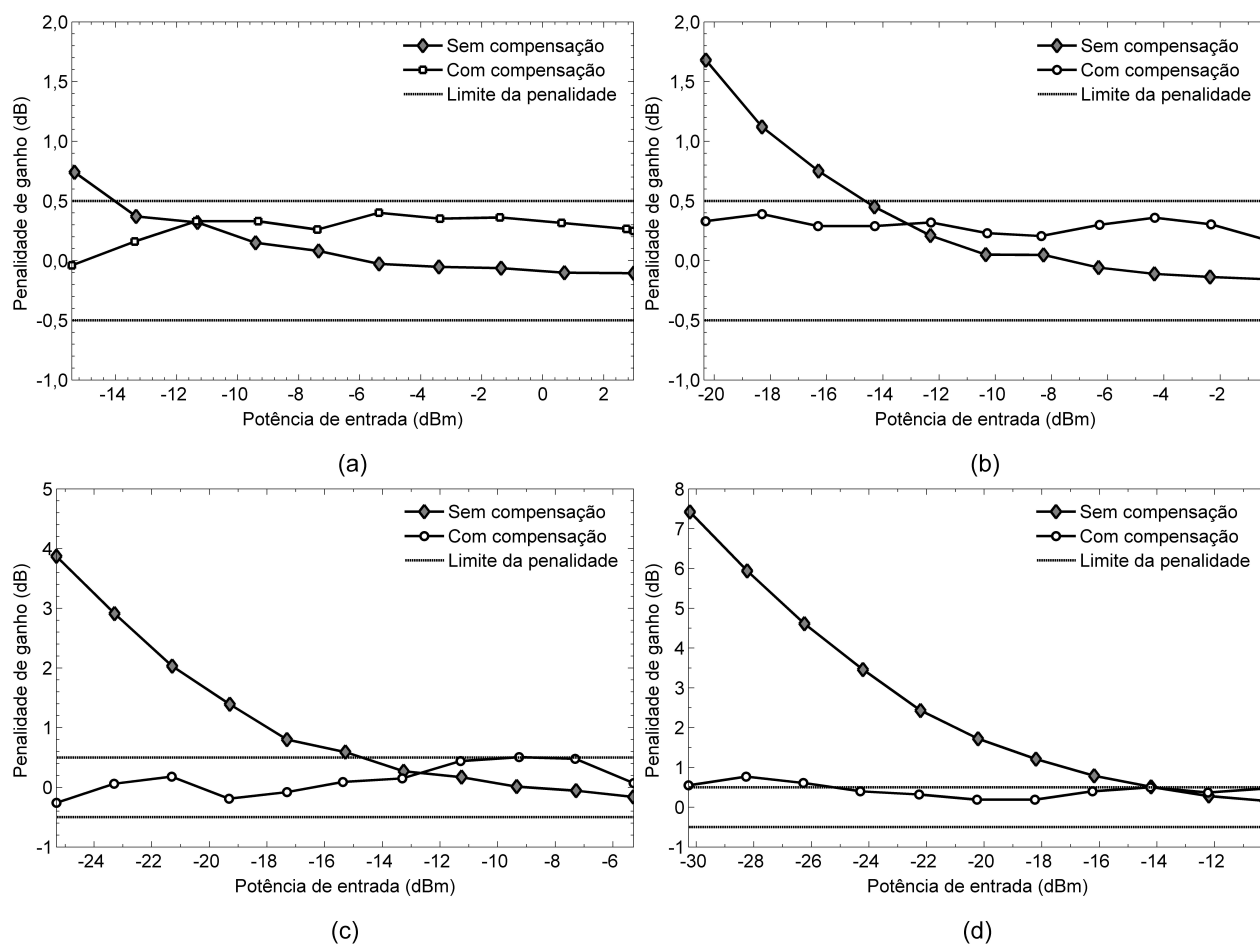 2,0
1,5
1,0
0,5
0,0
-0,5
-1,0
Penalidade de ganho (dB)
Sem compensação
Com compensação
Limite da penalidade
-14 -12 -10 -8 -6 -4 -2 0 2
Potência de entrada (dBm)
(a)
2,0
1,5
1,0
0,5
0,0
-0,5
-1,0
Penalidade de ganho (dB)
Sem compensação
Com compensação
Limite da penalidade
-20 -18 -16 -14 -12 -10 -8 -6 -4 -2
Potência de entrada (dBm)
(b)
5
4
3
2
1
0
-1
Penalidade de ganho (dB)
Sem compensação
Com compensação
Limite da penalidade
-24 -22 -20 -18 -16 -14 -12 -10 -8 -6
Potência de entrada (dBm)
(c)
8
7
6
5
4
3
2
1
0
-1
Penalidade de ganho (dB)
Sem compensação
Com compensação
Limite da penalidade
-30 -28 -26 -24 -22 -20 -18 -16 -14 -12
Potência de entrada (dBm)
(d)